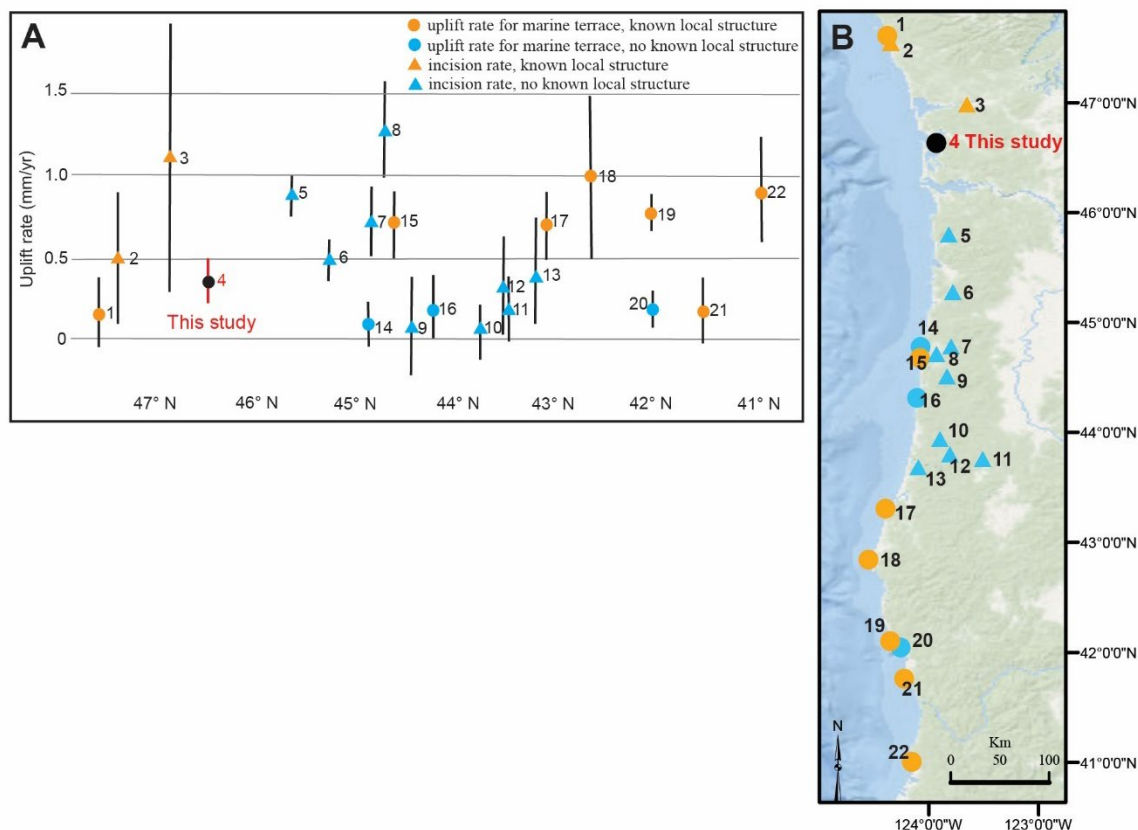 A
uplift rate for marine terrace, known local structure
uplift rate for marine terrace, no known local structure
incision rate, known local structure
incision rate, no known local structure
Uplift rate (mm/yr)
1.5
1.0
0.5
0
1
2
3
4
This study
5
6
7
8
9
10
11
12
13
14
15
16
17
18
19
20
21
22
47° N
46° N
45° N
44° N
43° N
42° N
41° N
B
1
2
3
4 This study
5
6
14
7
15
8
9
16
10
12
11
13
17
18
19
20
21
22
47°0'0"N
46°0'0"N
45°0'0"N
44°0'0"N
43°0'0"N
42°0'0"N
41°0'0"N
N
Km
0 50 100
124°0'0"W
123°0'0"W